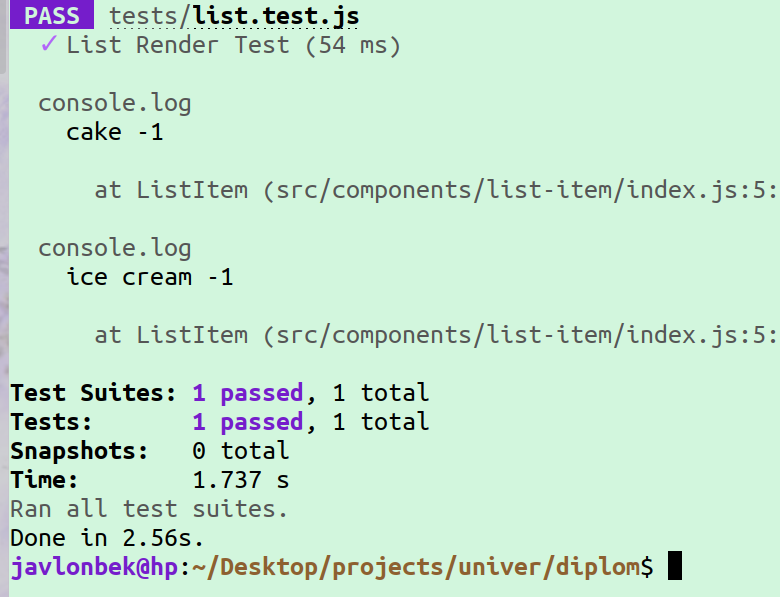 PASS tests/list.test.js
✓ List Render Test (54 ms)
console.log
cake -1
at ListItem (src/components/list-item/index.js:5:
console.log
ice cream -1
at ListItem (src/components/list-item/index.js:5:
Test Suites: 1 passed, 1 total
Tests: 1 passed, 1 total
Snapshots: 0 total
Time: 1.737 s
Ran all test suites.
Done in 2.56s.
javlonbek@hp:~/Desktop/projects/univer/diplom$